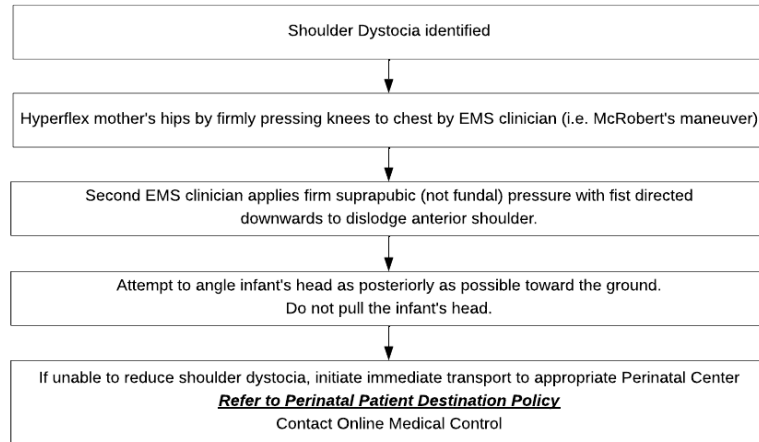 Shoulder Dystocia identified
Hyperflex mother's hips by firmly pressing knees to chest by EMS clinician (i.e. McRobert's maneuver)
Second EMS clinician applies firm suprapubic (not fundal) pressure with fist directed
downwards to dislodge anterior shoulder.
Attempt to angle infant's head as posteriorly as possible toward the ground.
Do not pull the infant's head.
If unable to reduce shoulder dystocia, initiate immediate transport to appropriate Perinatal Center
Refer to Perinatal Patient Destination Policy
Contact Online Medical Control